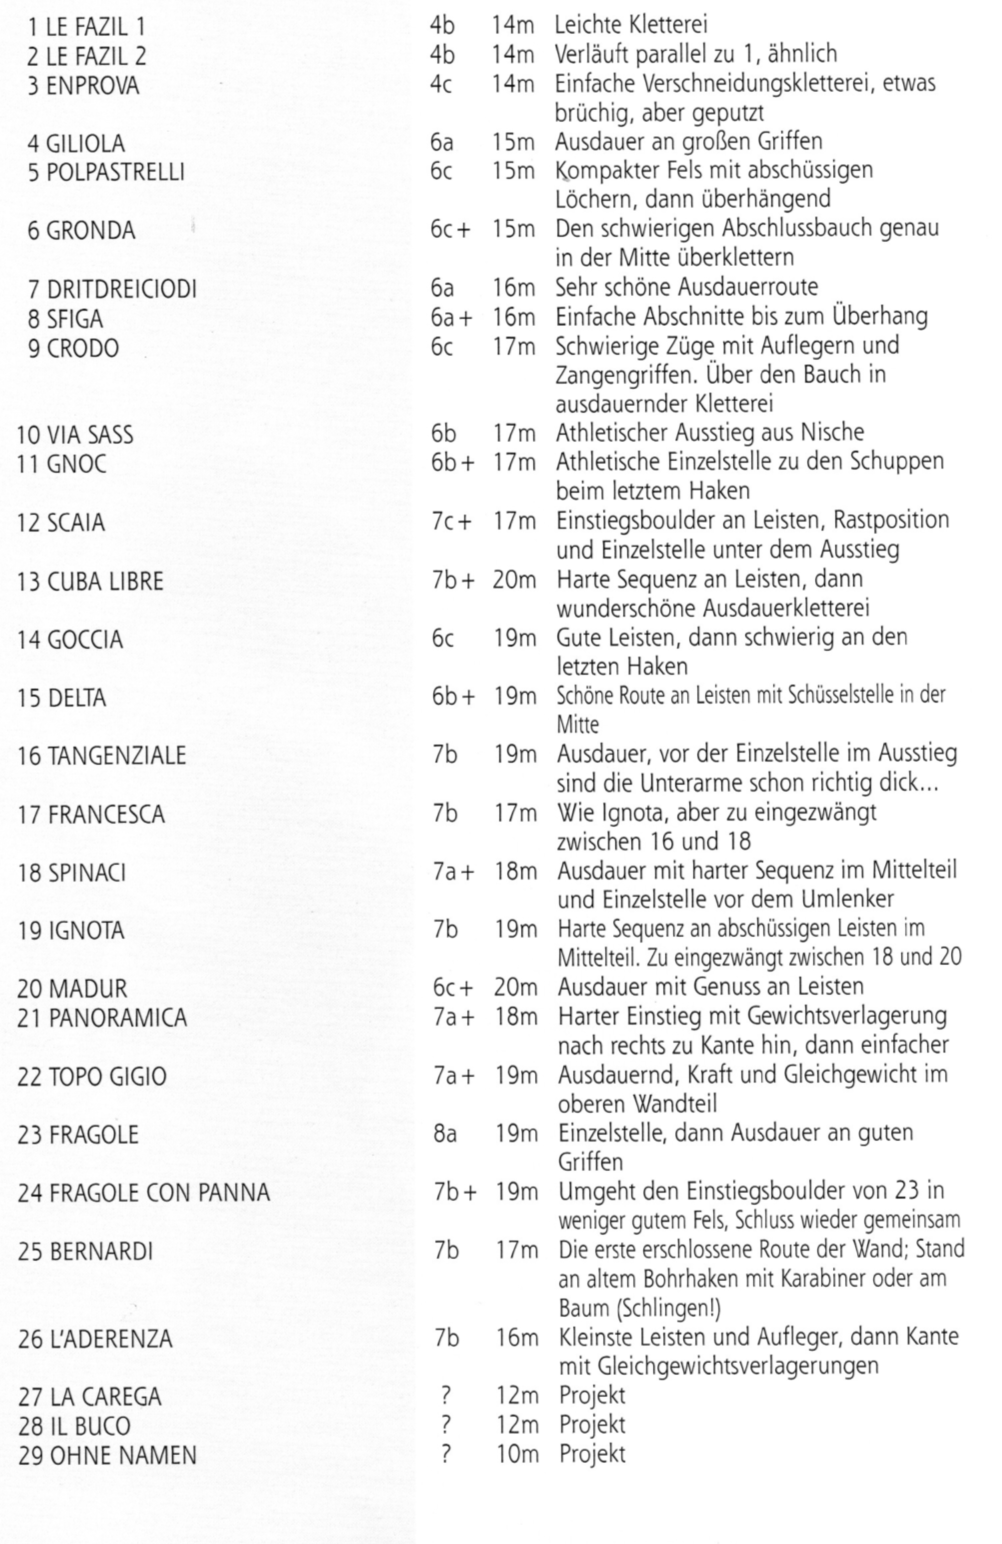 1 LE FAZIL 1 4b 14m Leichte Kletterei
2 LE FAZIL 2 4b 14m Verläuft parallel zu 1, ähnlich
3 ENPROVA 4c 14m Einfache Verschneidungskletterei, etwas
brüchig, aber geputzt
4 GILIOLA 6a 15m Ausdauer an großen Griffen
5 POLPASTRELLI 6c 15m Kompakter Fels mit abschüssigen
Löchern, dann überhängend
6 GRONDA 6c+ 15m Den schwierigen Abschlussbauch genau
in der Mitte überklettern
7 DRITDREICIODI 6a 16m Sehr schöne Ausdauerroute
8 SFIGA 6a+ 16m Einfache Abschnitte bis zum Überhang
9 CRODO 6c 17m Schwierige Züge mit Auflegern und
Zangengriffen. Über den Bauch in
ausdauernder Kletterei
10 VIA SASS 6b 17m Athletischer Ausstieg aus Nische
11 GNOC 6b+ 17m Athletische Einzelstelle zu den Schuppen
beim letztem Haken
12 SCAIA 7c+ 17m Einstiegsboulder an Leisten, Rastposition
und Einzelstelle unter dem Ausstieg
13 CUBA LIBRE 7b+ 20m Harte Sequenz an Leisten, dann
wunderschöne Ausdauerkletterei
14 GOCCIA 6c 19m Gute Leisten, dann schwierig an den
letzten Haken
15 DELTA 6b+ 19m Schöne Route an Leisten mit Schüsselstelle in der
Mitte
16 TANGENZIALE 7b 19m Ausdauer, vor der Einzelstelle im Ausstieg
sind die Unterarme schon richtig dick...
17 FRANCESCA 7b 17m Wie Ignota, aber zu eingezwängt
zwischen 16 und 18
18 SPINACI 7a+ 18m Ausdauer mit harter Sequenz im Mittelteil
und Einzelstelle vor dem Umlenker
19 IGNOTA 7b 19m Harte Sequenz an abschüssigen Leisten im
Mittelteil. Zu eingezwängt zwischen 18 und 20
20 MADUR 6c+ 20m Ausdauer mit Genuss an Leisten
21 PANORAMICA 7a+ 18m Harter Einstieg mit Gewichtsverlagerung
nach rechts zu Kante hin, dann einfacher
22 TOPO GIGIO 7a+ 19m Ausdauernd, Kraft und Gleichgewicht im
oberen Wandteil
23 FRAGOLE 8a 19m Einzelstelle, dann Ausdauer an guten
Griffen
24 FRAGOLE CON PANNA 7b+ 19m Umgeht den Einstiegsboulder von 23 in
weniger gutem Fels, Schluss wieder gemeinsam
25 BERNARDI 7b 17m Die erste erschlossene Route der Wand; Stand
an altem Bohrhaken mit Karabiner oder am
Baum (Schlingen!)
26 L'ADERENZA 7b 16m Kleinste Leisten und Aufleger, dann Kante
mit Gleichgewichtsverlagerungen
27 LA CAREGA ? 12m Projekt
28 IL BUCO ? 12m Projekt
29 OHNE NAMEN ? 10m Projekt